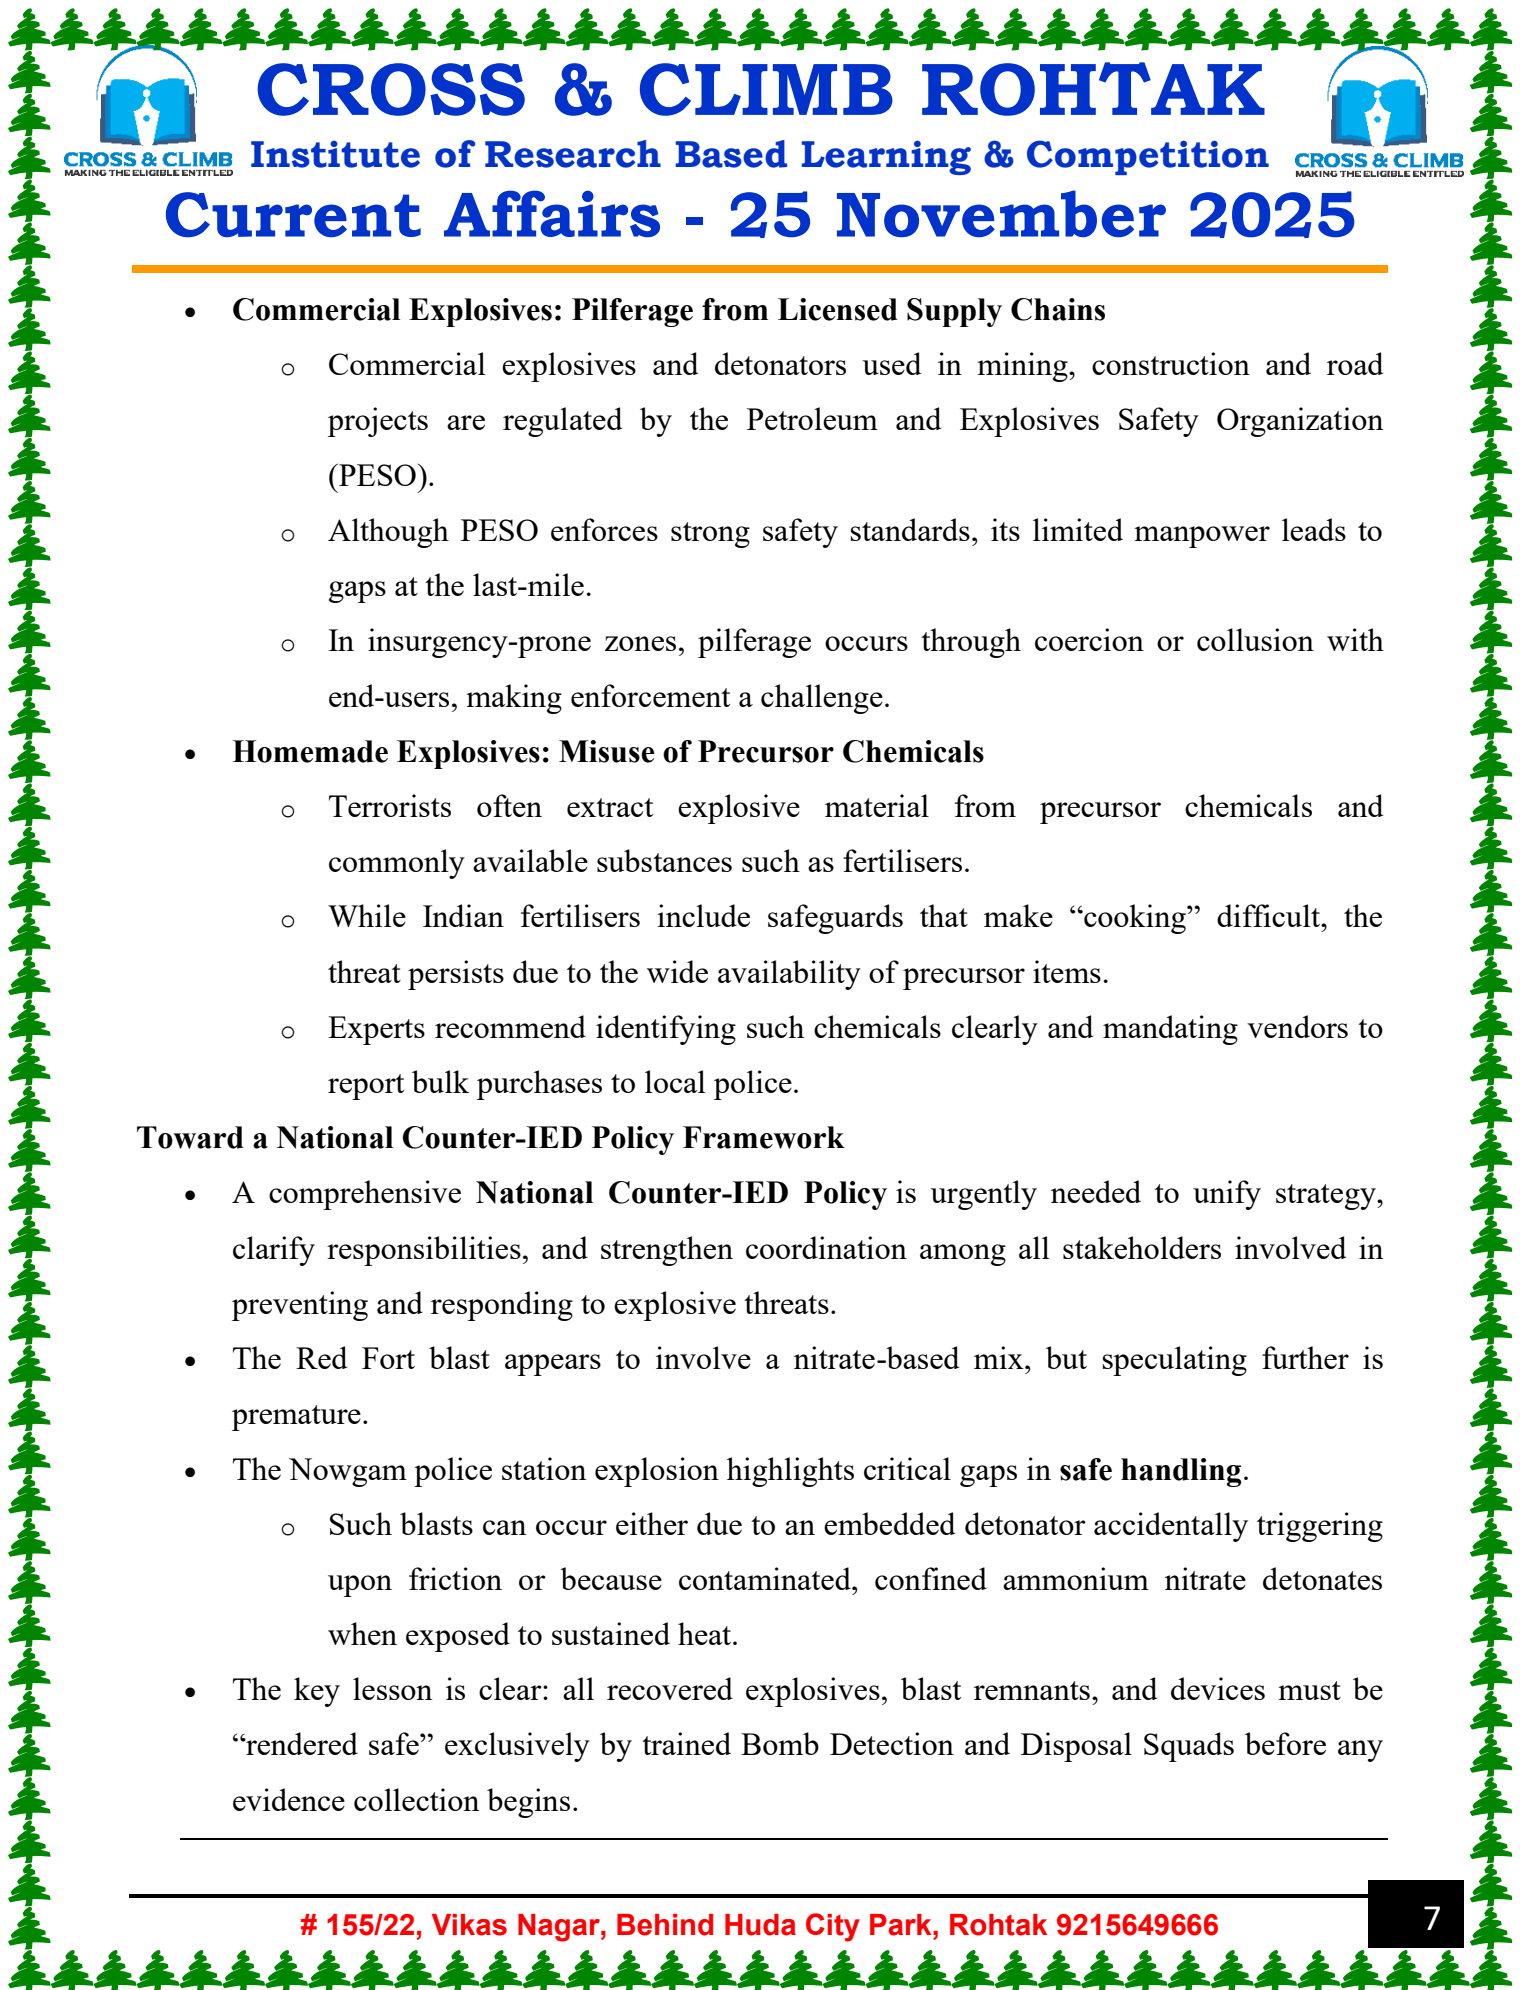 CROSS & CLIMB ROHTAK
CROSS & CLIMB
MAKING THE ELIGIBLE ENTITLED
Institute of Research Based Learning & Competition
CROSS & CLIMB
MAKING THE ELIGIBLE ENTITLED
Current Affairs - 25 November 2025
• Commercial Explosives: Pilferage from Licensed Supply Chains
o Commercial explosives and detonators used in mining, construction and road
projects are regulated by the Petroleum and Explosives Safety Organization
(PESO).
o Although PESO enforces strong safety standards, its limited manpower leads to
gaps at the last-mile.
o In insurgency-prone zones, pilferage occurs through coercion or collusion with
end-users, making enforcement a challenge.
• Homemade Explosives: Misuse of Precursor Chemicals
o Terrorists often extract explosive material from precursor chemicals and
commonly available substances such as fertilisers.
o While Indian fertilisers include safeguards that make “cooking” difficult, the
threat persists due to the wide availability of precursor items.
o Experts recommend identifying such chemicals clearly and mandating vendors to
report bulk purchases to local police.
Toward a National Counter-IED Policy Framework
• A comprehensive National Counter-IED Policy is urgently needed to unify strategy,
clarify responsibilities, and strengthen coordination among all stakeholders involved in
preventing and responding to explosive threats.
• The Red Fort blast appears to involve a nitrate-based mix, but speculating further is
premature.
• The Nowgam police station explosion highlights critical gaps in safe handling.
o Such blasts can occur either due to an embedded detonator accidentally triggering
upon friction or because contaminated, confined ammonium nitrate detonates
when exposed to sustained heat.
• The key lesson is clear: all recovered explosives, blast remnants, and devices must be
“rendered safe” exclusively by trained Bomb Detection and Disposal Squads before any
evidence collection begins.
# 155/22, Vikas Nagar, Behind Huda City Park, Rohtak 9215649666
7